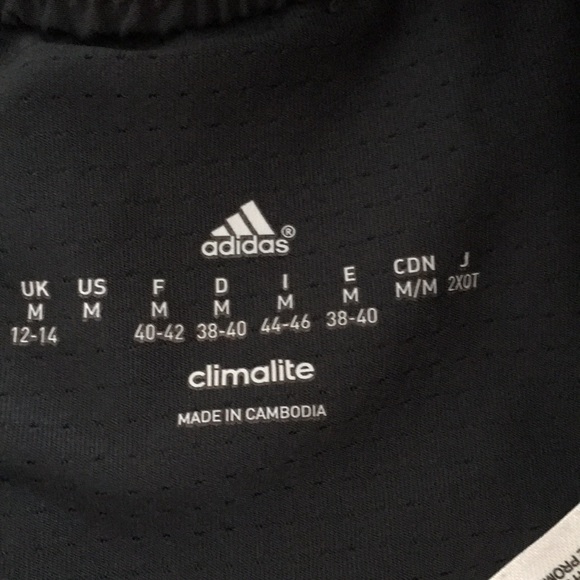 adidas®
UK US F D I E CDN J
M M M M M M M/M 2XOT
12-14 40-42 38-40 44-46 38-40
climalite
MADE IN CAMBODIA